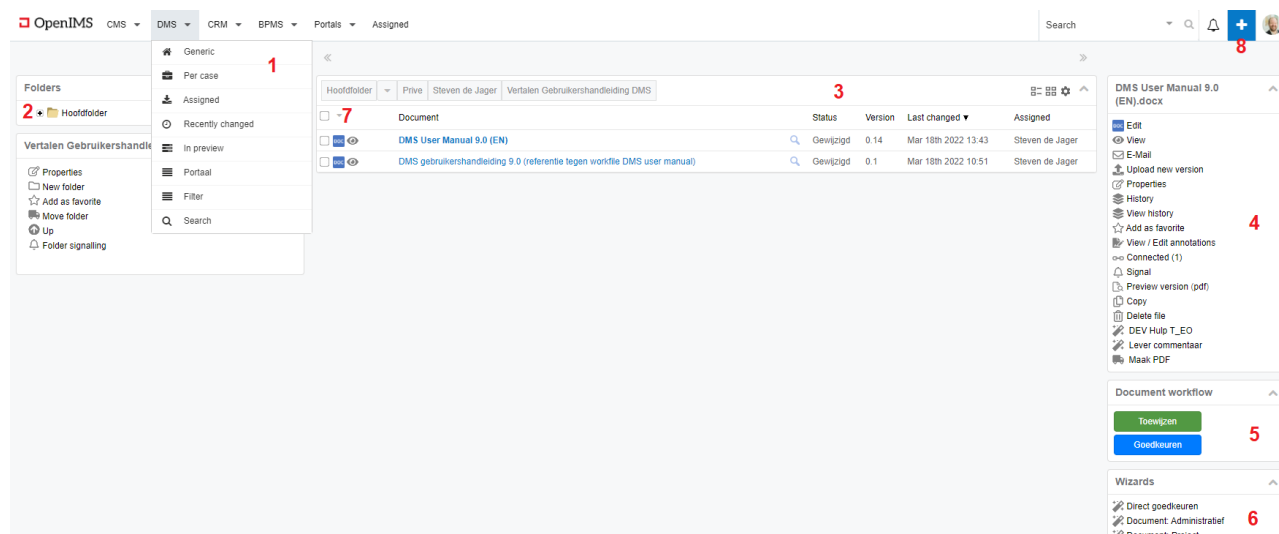 OpenIMS CMS DMS CRM BPMS Portals Assigned Search
8
Generic
Per case
Assigned
Recently changed
In preview
Portaal
Filter
Search
1
Folders
2 Hoofdfolder
Vertalen Gebruikershandle
Properties
New folder
Add as favorite
Move folder
Up
Folder signalling
« »
Hoofdfolder Prive Steven de Jager Vertalen Gebruikershandleiding DMS 3
7 Document Status Version Last changed ▼ Assigned
DOC DMS User Manual 9.0 (EN) Gewijzigd 0.14 Mar 18th 2022 13:43 Steven de Jager
DOC DMS gebruikershandleiding 9.0 (referentie tegen workfile DMS user manual) Gewijzigd 0.1 Mar 18th 2022 10:51 Steven de Jager
DMS User Manual 9.0
(EN).docx
DOC Edit
View
E-Mail
Upload new version
Properties
History
View history
Add as favorite
View / Edit annotations
Connected (1)
Signal
Preview version (pdf)
Copy
Delete file
DEV Hulp T_EO
Lever commentaar
Maak PDF
4
Document workflow
Toewijzen
Goedkeuren
5
Wizards
Direct goedkeuren
Document: Administratief
6
Document: Project